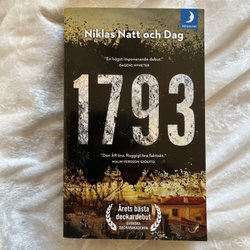 Niklas Natt och Dag
"En högst imponerande debut."
DAGENS NYHETER
1793
"Den ÄR bra. Ruggigt bra faktiskt."
MALIN PERSSON GIOLITO
Årets bästa
deckardebut
SVENSKA
DECKARAKADEMIN